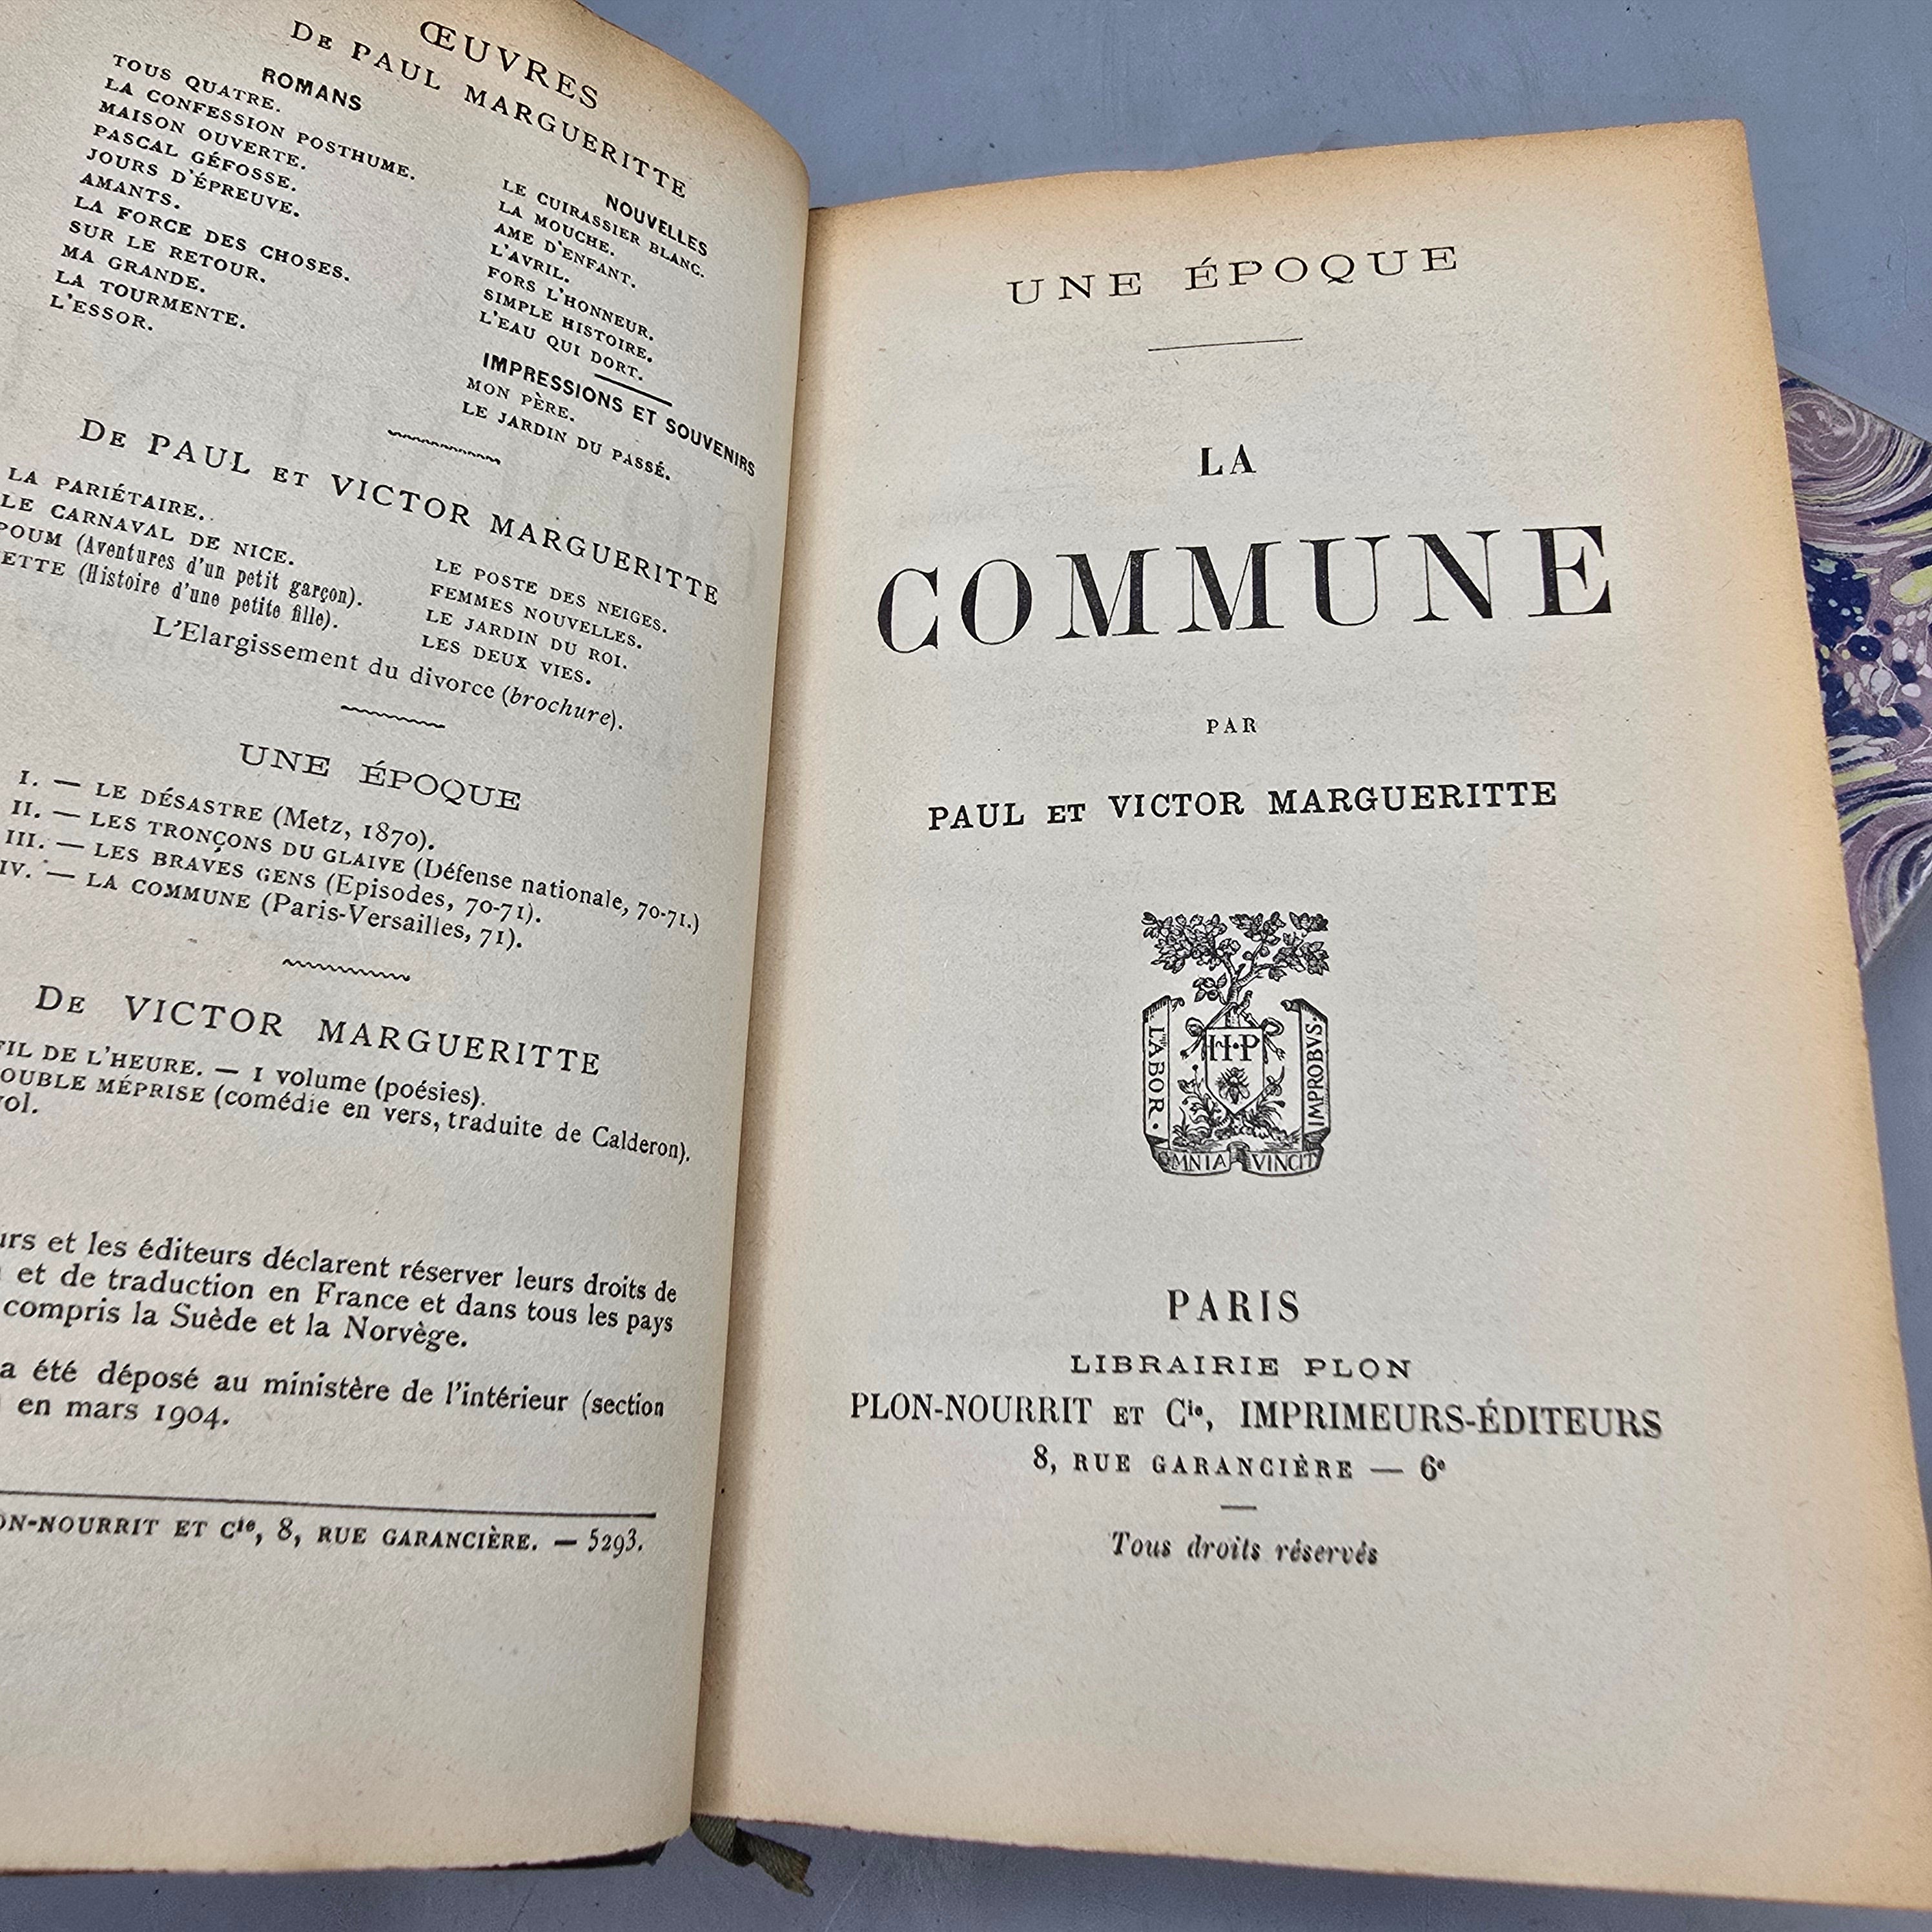 ŒUVRES
DE PAUL MARGUERITTE
ROMANS
TOUS QUATRE.
LA CONFESSION POSTHUME.
MAISON OUVERTE.
PASCAL GÉFOSSE.
JOURS D'ÉPREUVE.
AMANTS.
LA FORCE DES CHOSES.
SUR LE RETOUR.
MA GRANDE.
LA TOURMENTE.
L'ESSOR.
NOUVELLES
LE CUIRASSIER BLANC.
LA MOUCHE.
AME D'ENFANT.
L'AVRIL.
FORS L'HONNEUR.
SIMPLE HISTOIRE.
L'EAU QUI DORT.
IMPRESSIONS ET SOUVENIRS
MON PÈRE.
LE JARDIN DU PASSÉ.
DE PAUL ET VICTOR MARGUERITTE
LA PARIÉTAIRE.
LE CARNAVAL DE NICE.
POUM (Aventures d'un petit garçon).
ETTE (Histoire d'une petite fille).
LE POSTE DES NEIGES.
FEMMES NOUVELLES.
LE JARDIN DU ROI.
LES DEUX VIES.
L'Elargissement du divorce (brochure).
UNE ÉPOQUE
I. — LE DÉSASTRE (Metz, 1870).
II. — LES TRONÇONS DU GLAIVE (Défense nationale, 70-71.)
III. — LES BRAVES GENS (Episodes, 70-71).
IV. — LA COMMUNE (Paris-Versailles, 71).
DE VICTOR MARGUERITTE
FIL DE L'HEURE. — 1 volume (poésies).
OUBLE MÉPRISE (comédie en vers, traduite de Calderon).
vol.
urs et les éditeurs déclarent réserver leurs droits de
et de traduction en France et dans tous les pays
compris la Suède et la Norvège.
a été déposé au ministère de l'intérieur (section
en mars 1904.
ON-NOURRIT ET Cie, 8, RUE GARANCIÈRE. — 5293.
UNE ÉPOQUE
LA
COMMUNE
PAR
PAUL ET VICTOR MARGUERITTE
LABOR.
H·P
IMPROBVS:
OMNIA VINCIT
PARIS
LIBRAIRIE PLON
PLON-NOURRIT ET Cie, IMPRIMEURS-ÉDITEURS
8, RUE GARANCIÈRE — 6e
Tous droits réservés